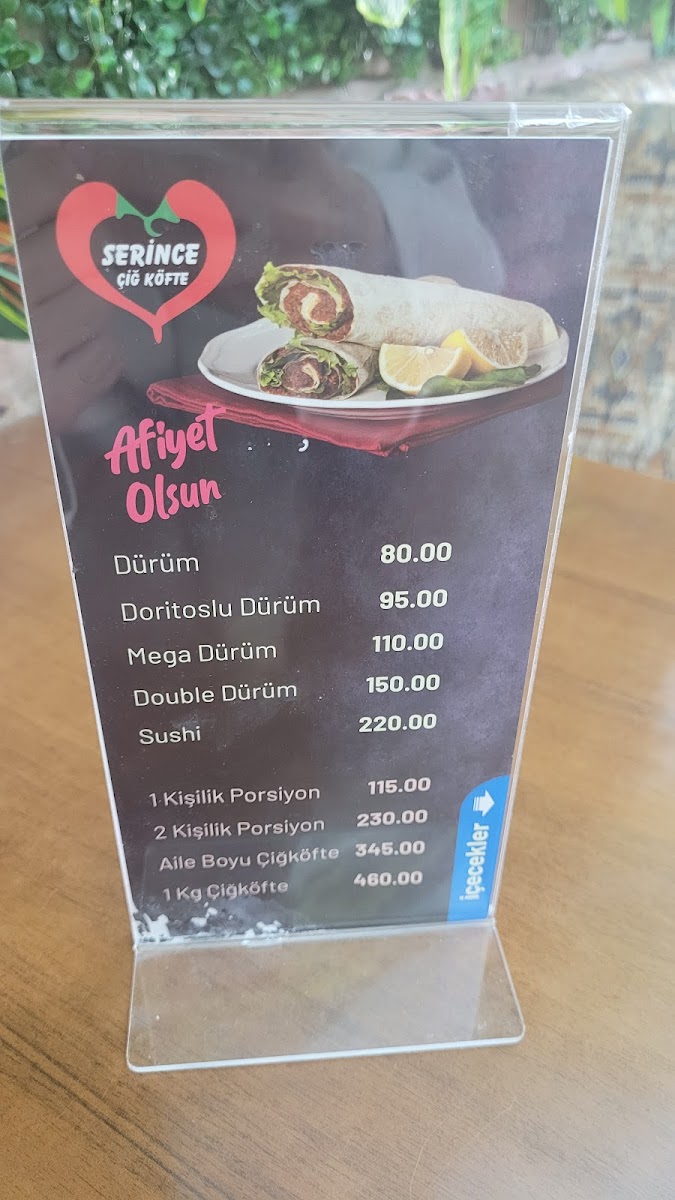 SERİNCE
ÇİĞ KÖFTE
Afiyet
Olsun
Dürüm 80.00
Doritoslu Dürüm 95.00
Mega Dürüm 110.00
Double Dürüm 150.00
Sushi 220.00
1 Kişilik Porsiyon 115.00
2 Kişilik Porsiyon 230.00
Aile Boyu Çiğköfte 345.00
1 Kg Çiğköfte 460.00
içecekler